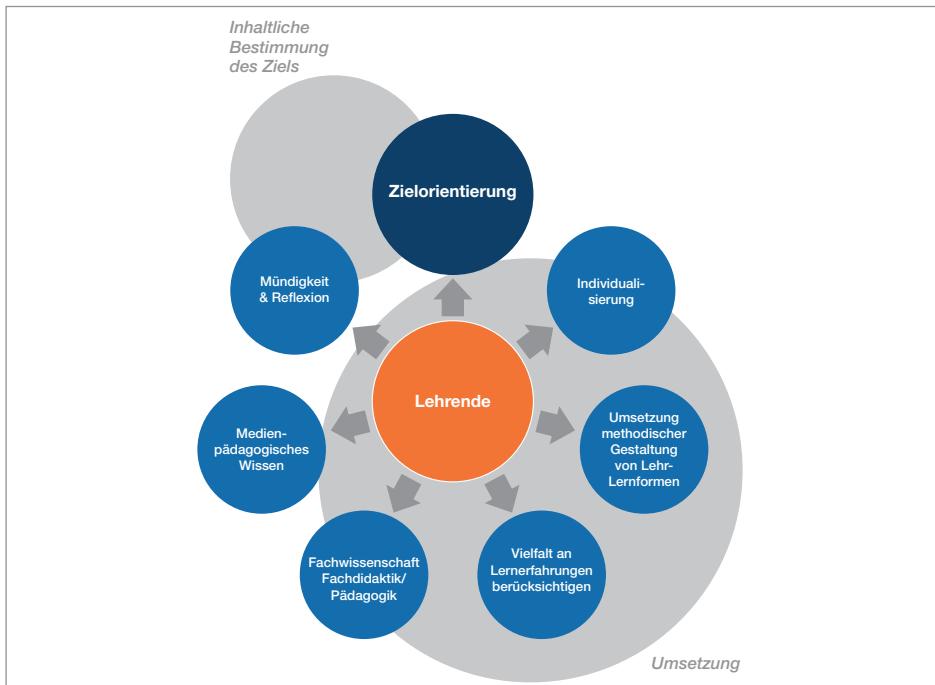 Inhaltliche
Bestimmung
des Ziels
Zielorientierung
Mündigkeit
& Reflexion
Individuali-
sierung
Lehrende
Medien-
pädagogisches
Wissen
Umsetzung
methodischer
Gestaltung
von Lehr-
Lernformen
Fachwissenschaft
Fachdidaktik/
Pädagogik
Vielfalt an
Lernerfahrungen
berücksichtigen
Umsetzung